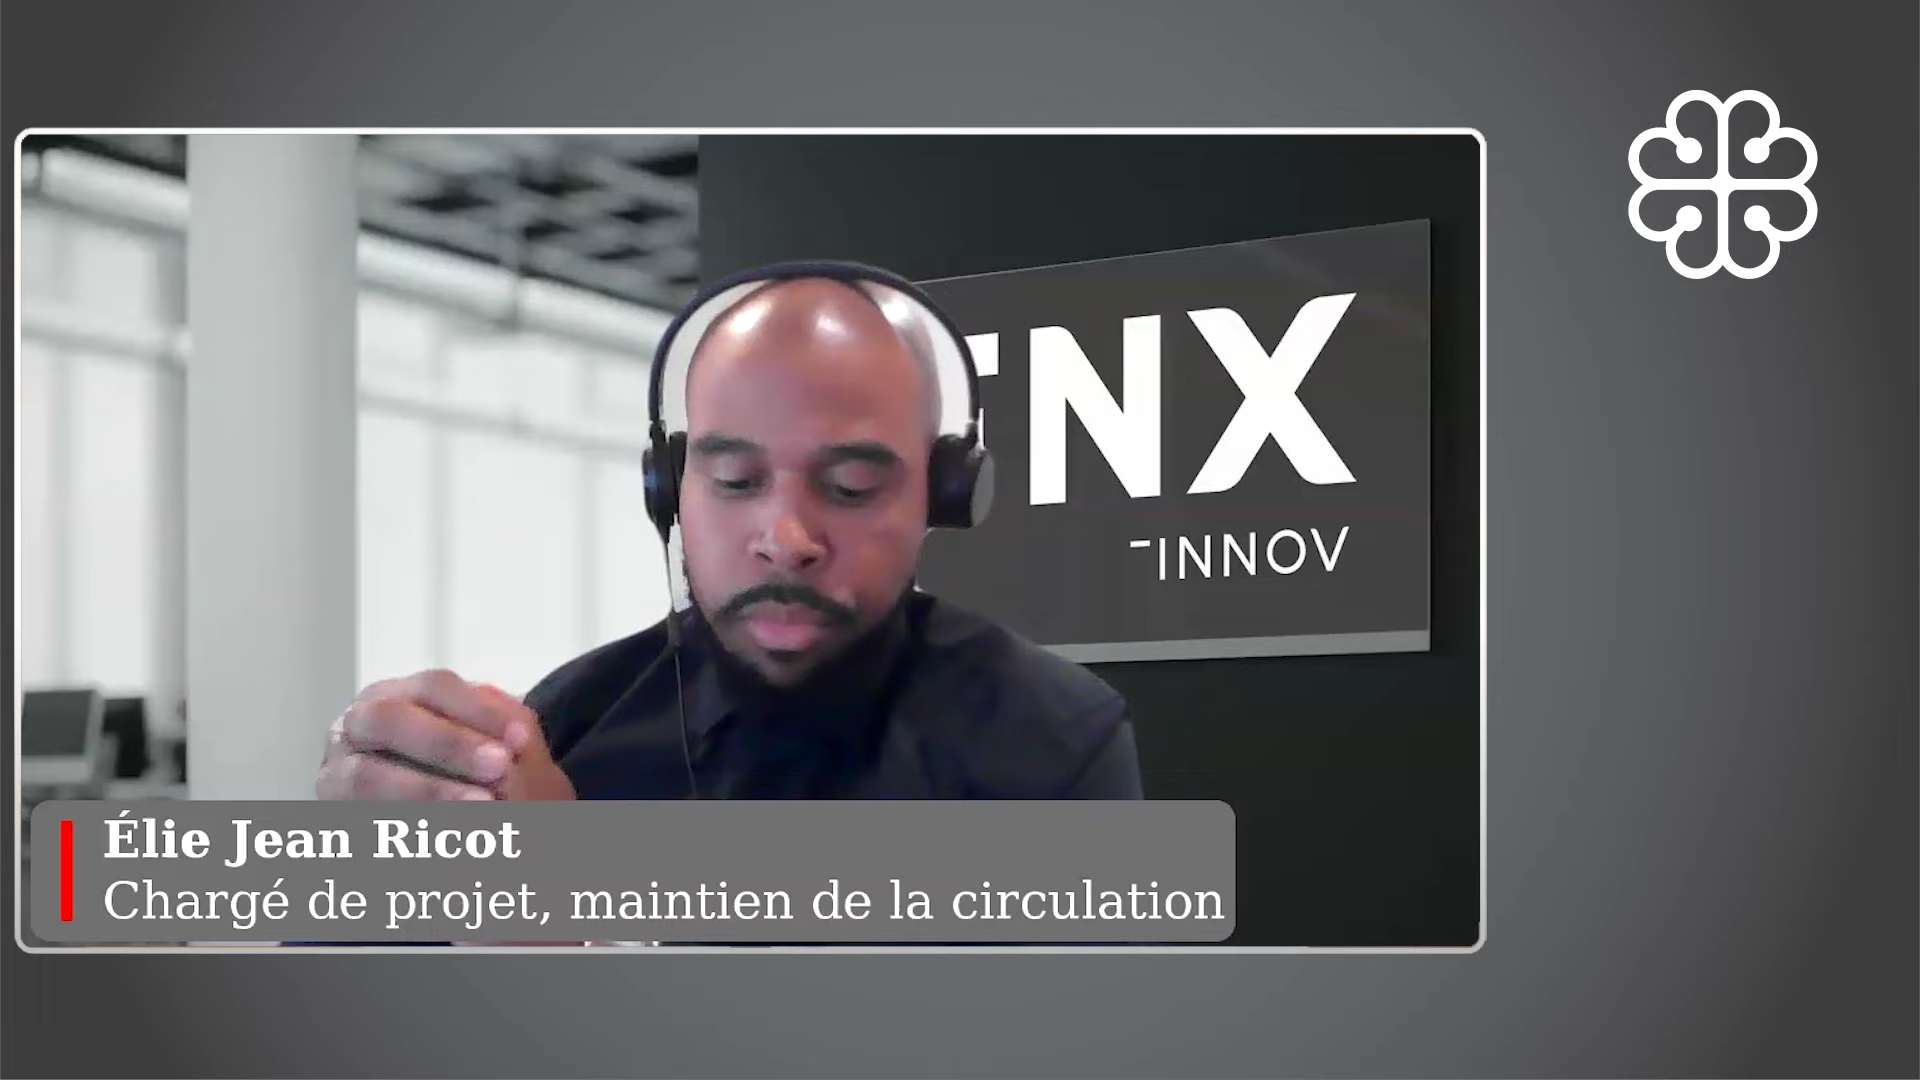 NX
-INNOV
Élie Jean Ricot
Chargé de projet, maintien de la circulation